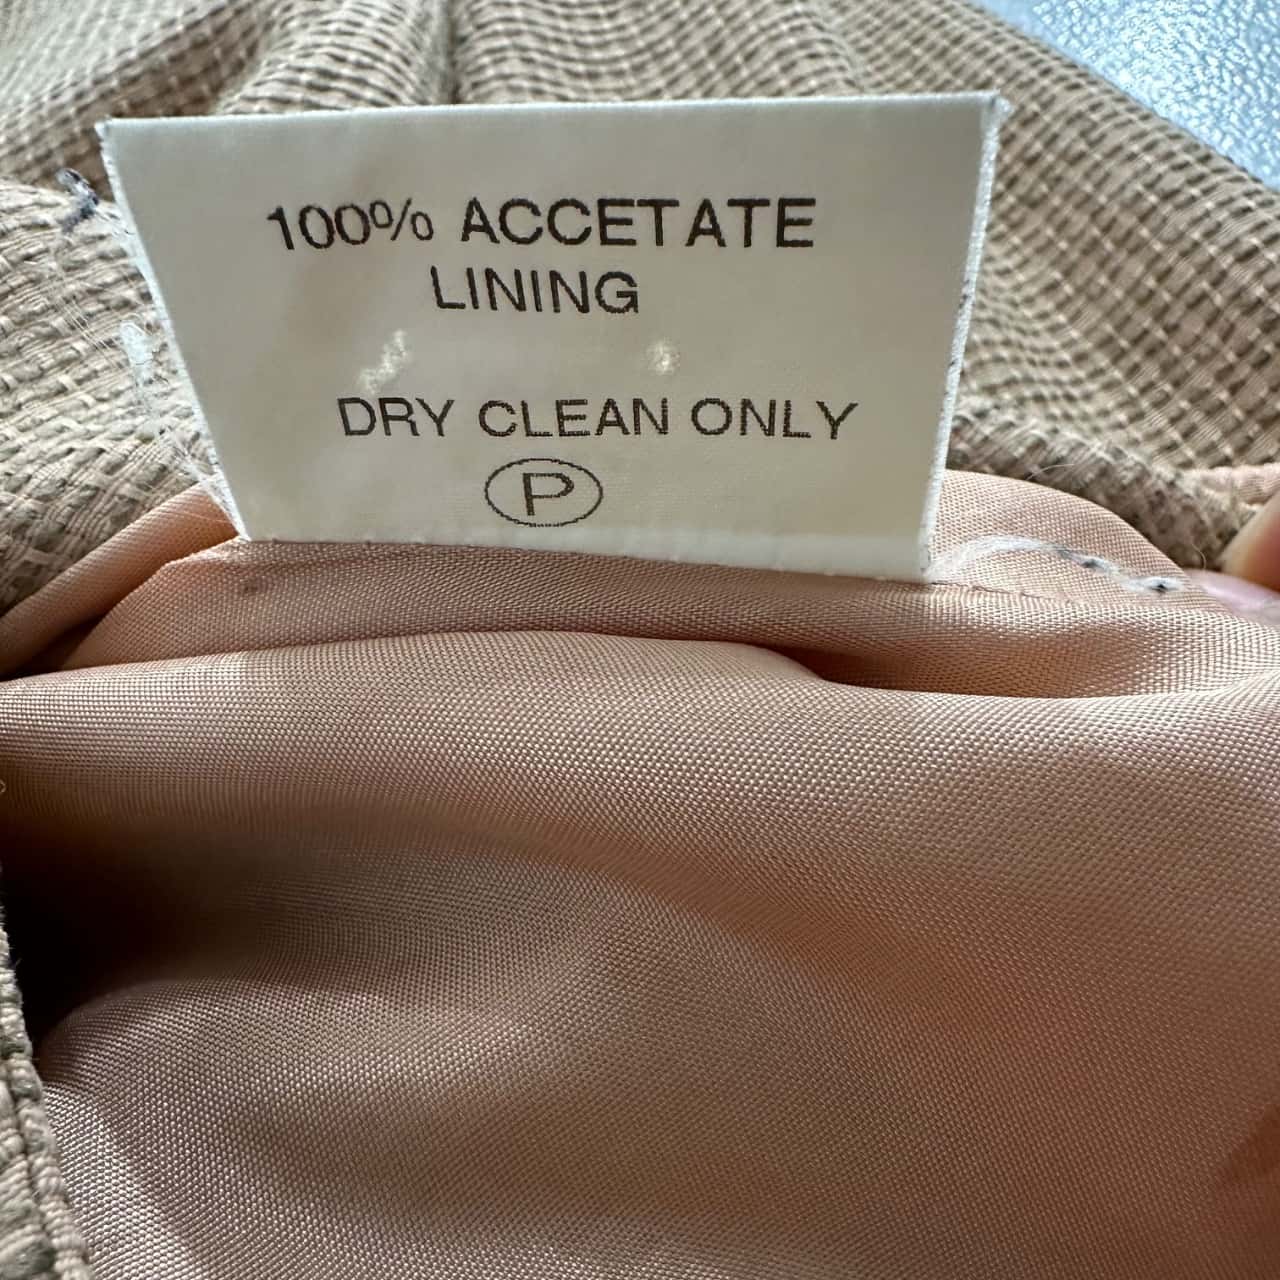 100% ACCETATE
LINING
DRY CLEAN ONLY
P